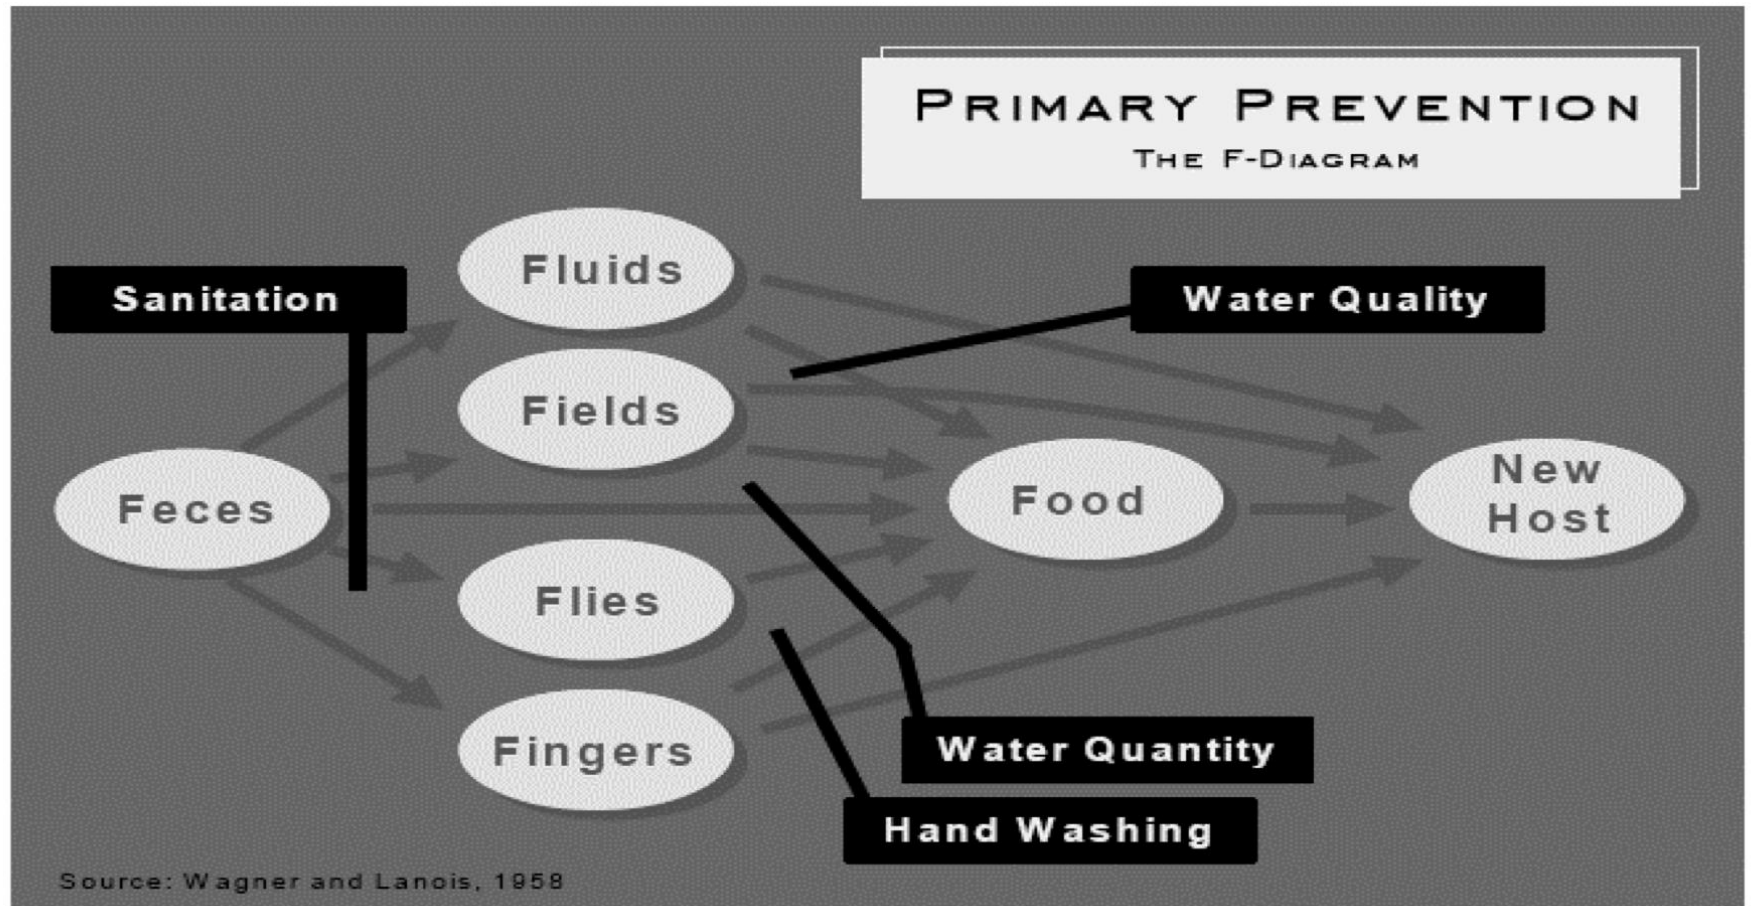 PRIMARY PREVENTION
THE F-DIAGRAM
Fluids
Sanitation
Water Quality
Fields
Feces
Food
New
Host
Flies
Fingers
Water Quantity
Hand Washing
Source: Wagner and Lanois, 1958